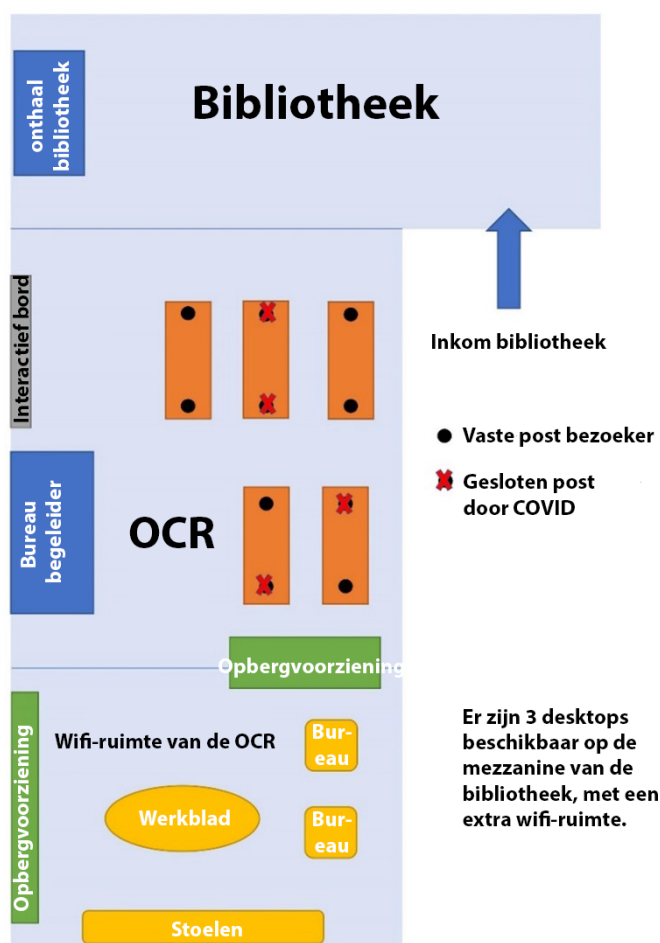 onthaal
bibliotheek
Bibliotheek
Interactief bord
Inkom bibliotheek
Vaste post bezoeker
Gesloten post
door COVID
Bureau
begeleider
OCR
Opbergvoorziening
Opbergvoorziening
Wifi-ruimte van de OCR
Bur-
eau
Werkblad
Bur-
eau
Stoelen
Er zijn 3 desktops
beschikbaar op de
mezzanine van de
bibliotheek, met een
extra wifi-ruimte.